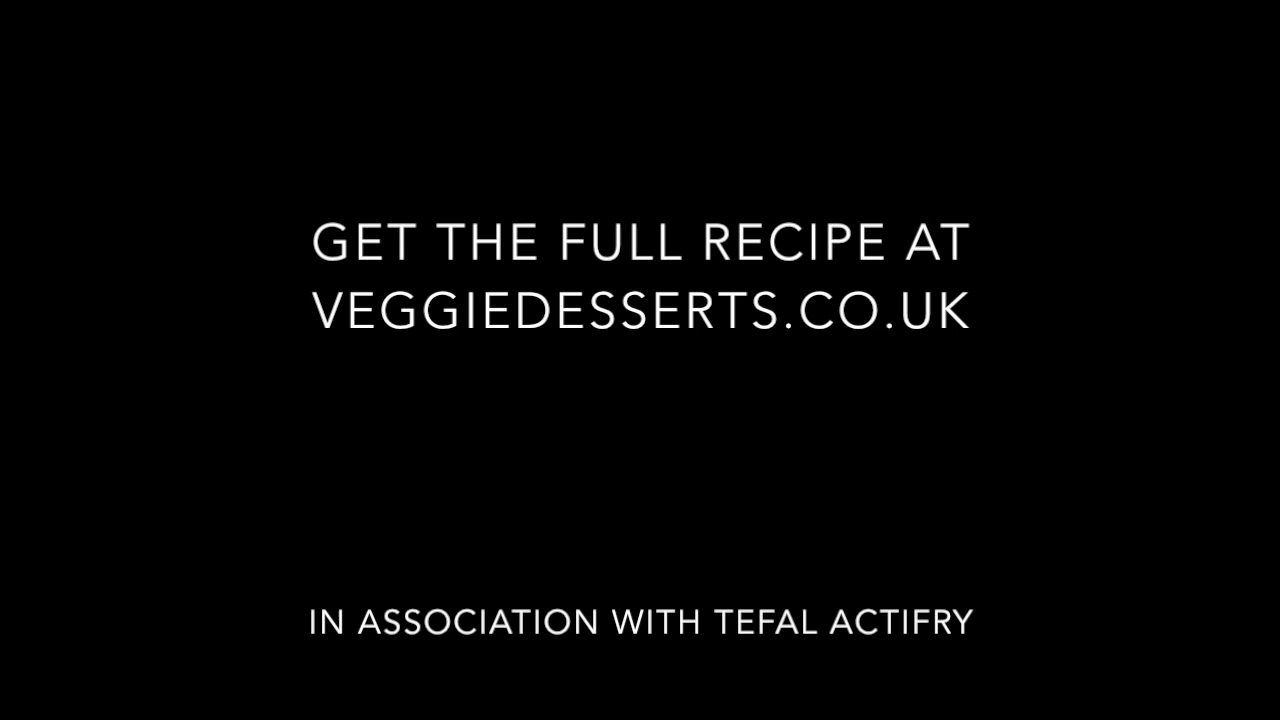 GET THE FULL RECIPE AT
VEGGIEDESSERTS.CO.UK
IN ASSOCIATION WITH TEFAL ACTIFRY